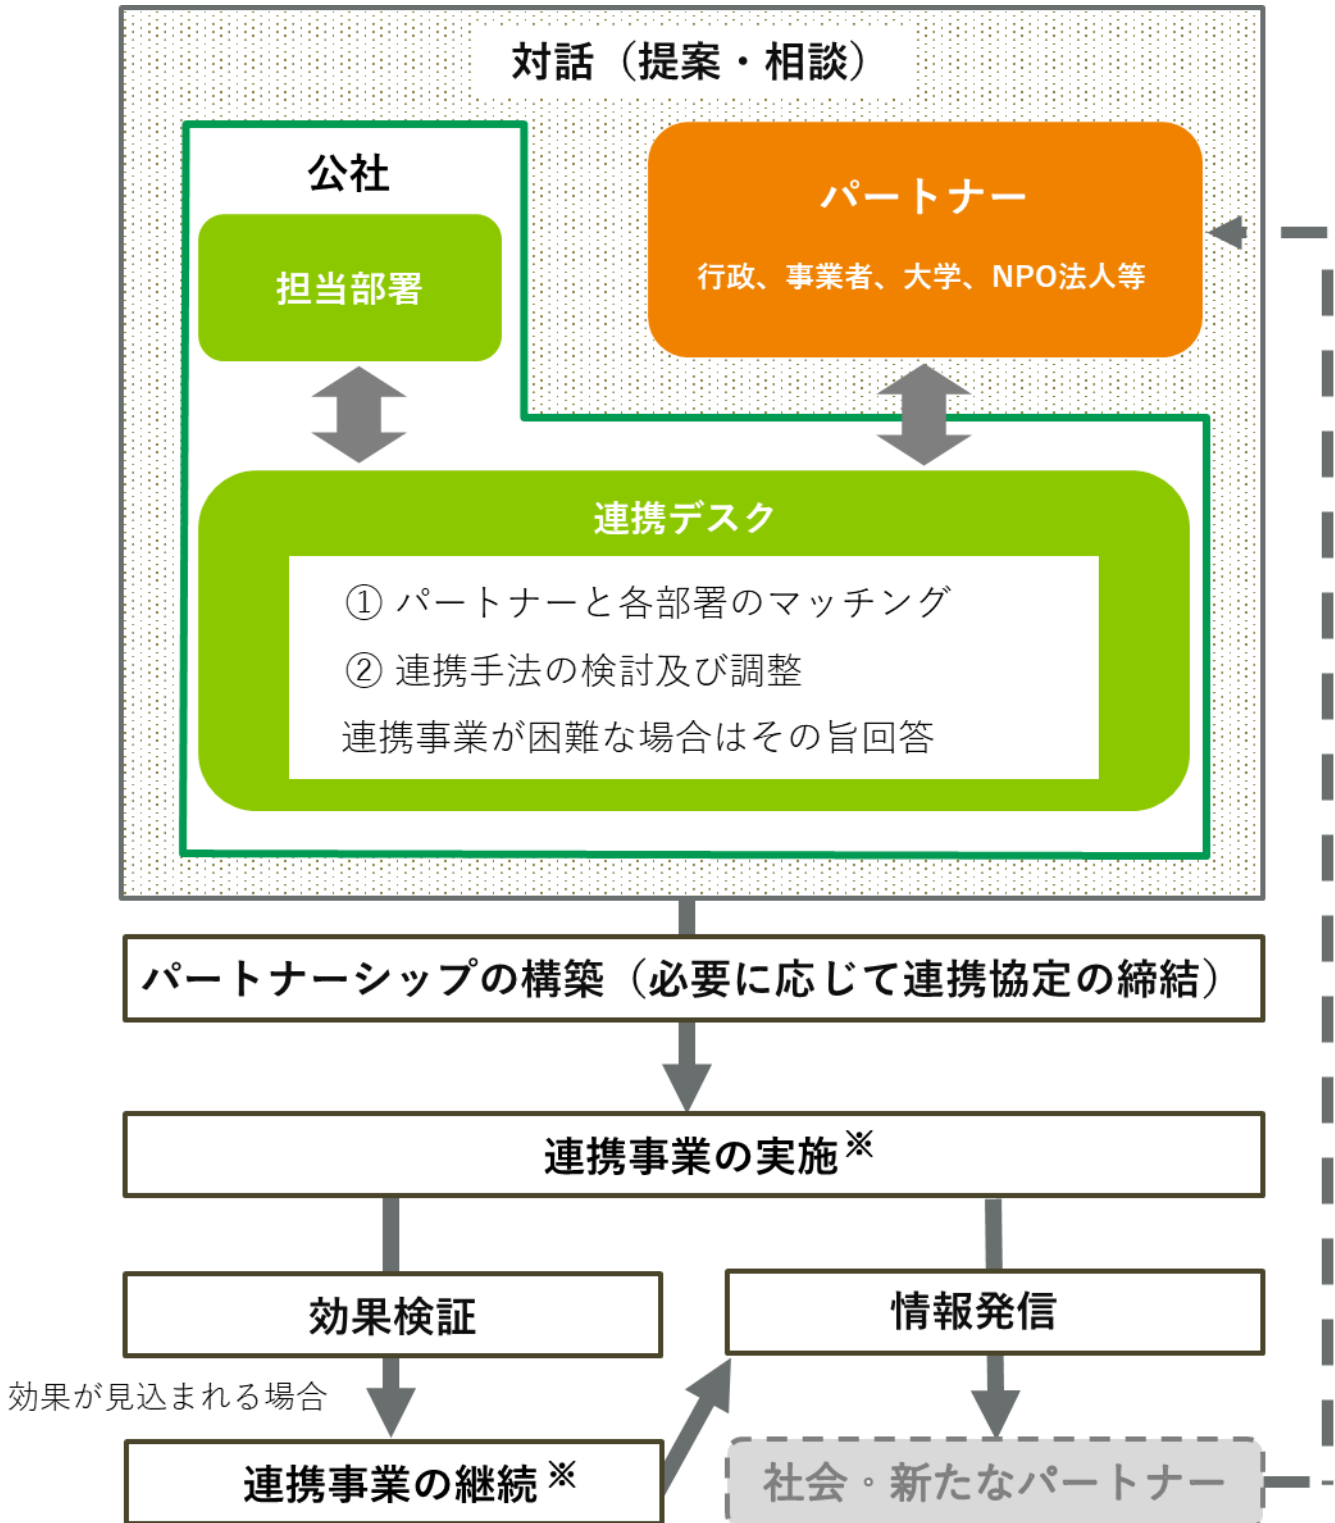 対話（提案・相談）
公社
担当部署
パートナー
行政、事業者、大学、NPO法人等
連携デスク
① パートナーと各部署のマッチング
② 連携手法の検討及び調整
連携事業が困難な場合はその旨回答
パートナーシップの構築（必要に応じて連携協定の締結）
連携事業の実施※
効果検証
情報発信
効果が見込まれる場合
連携事業の継続※
社会・新たなパートナー